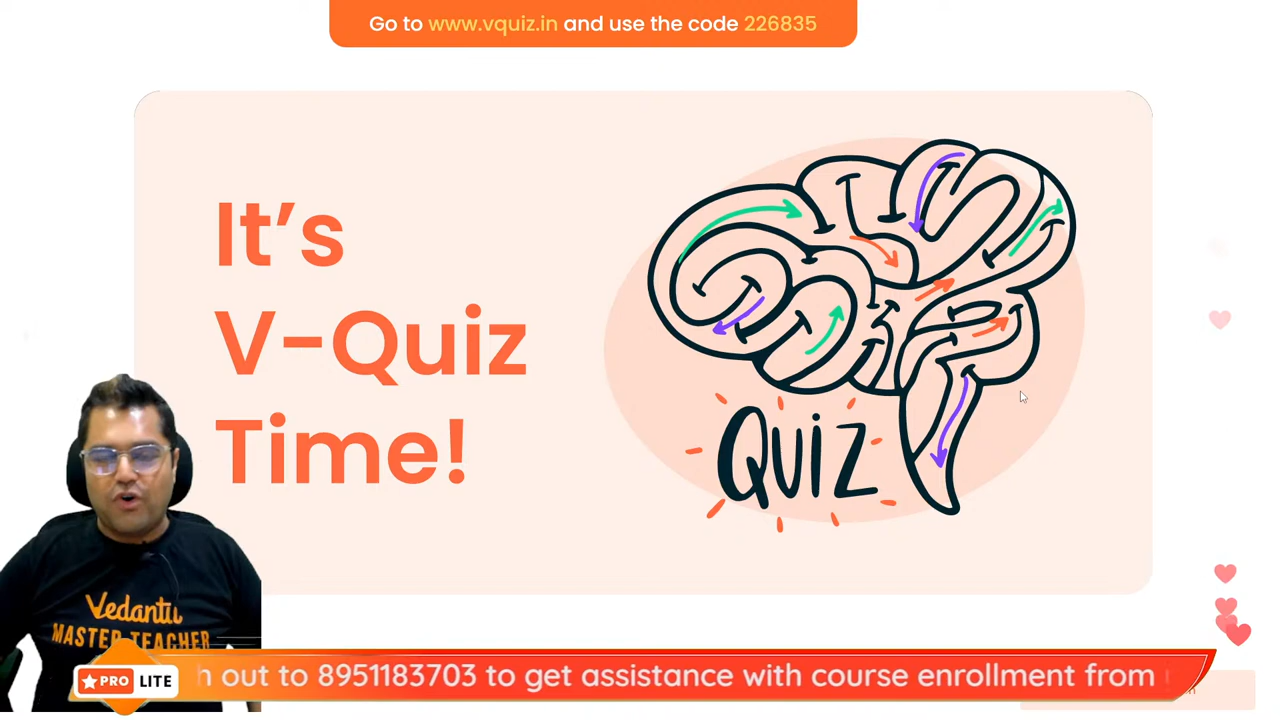 Go to www.vquiz.in and use the code 226835
It’s
V-Quiz
Time!
QUIZ
Vedantu
MASTER TEACHER
PRO LITE
h out to 8951183703 to get assistance with course enrollment from